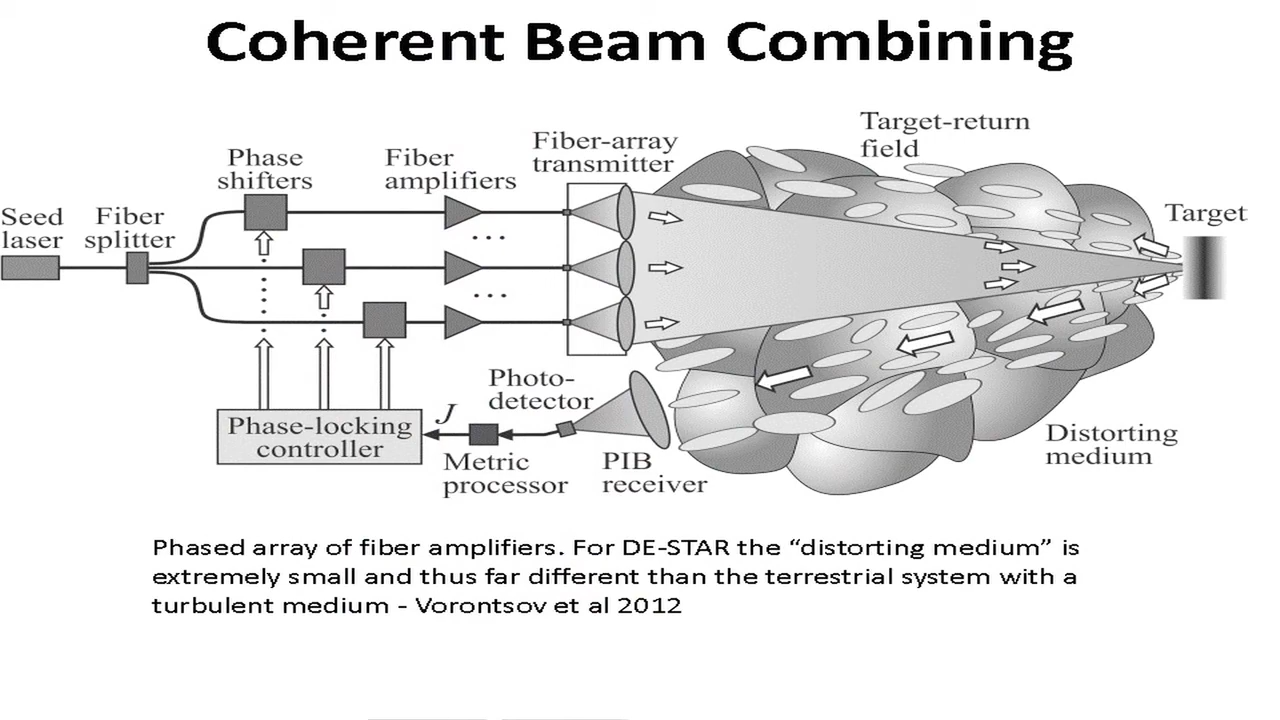 Coherent Beam Combining
Target-return
field
Fiber-array
transmitter
Phase
shifters
Fiber
amplifiers
Seed
laser
Fiber
splitter
Target
Photo-
detector
J
Phase-locking
controller
Metric
processor
PIB
receiver
Distorting
medium
Phased array of fiber amplifiers. For DE-STAR the “distorting medium” is
extremely small and thus far different than the terrestrial system with a
turbulent medium - Vorontsov et al 2012